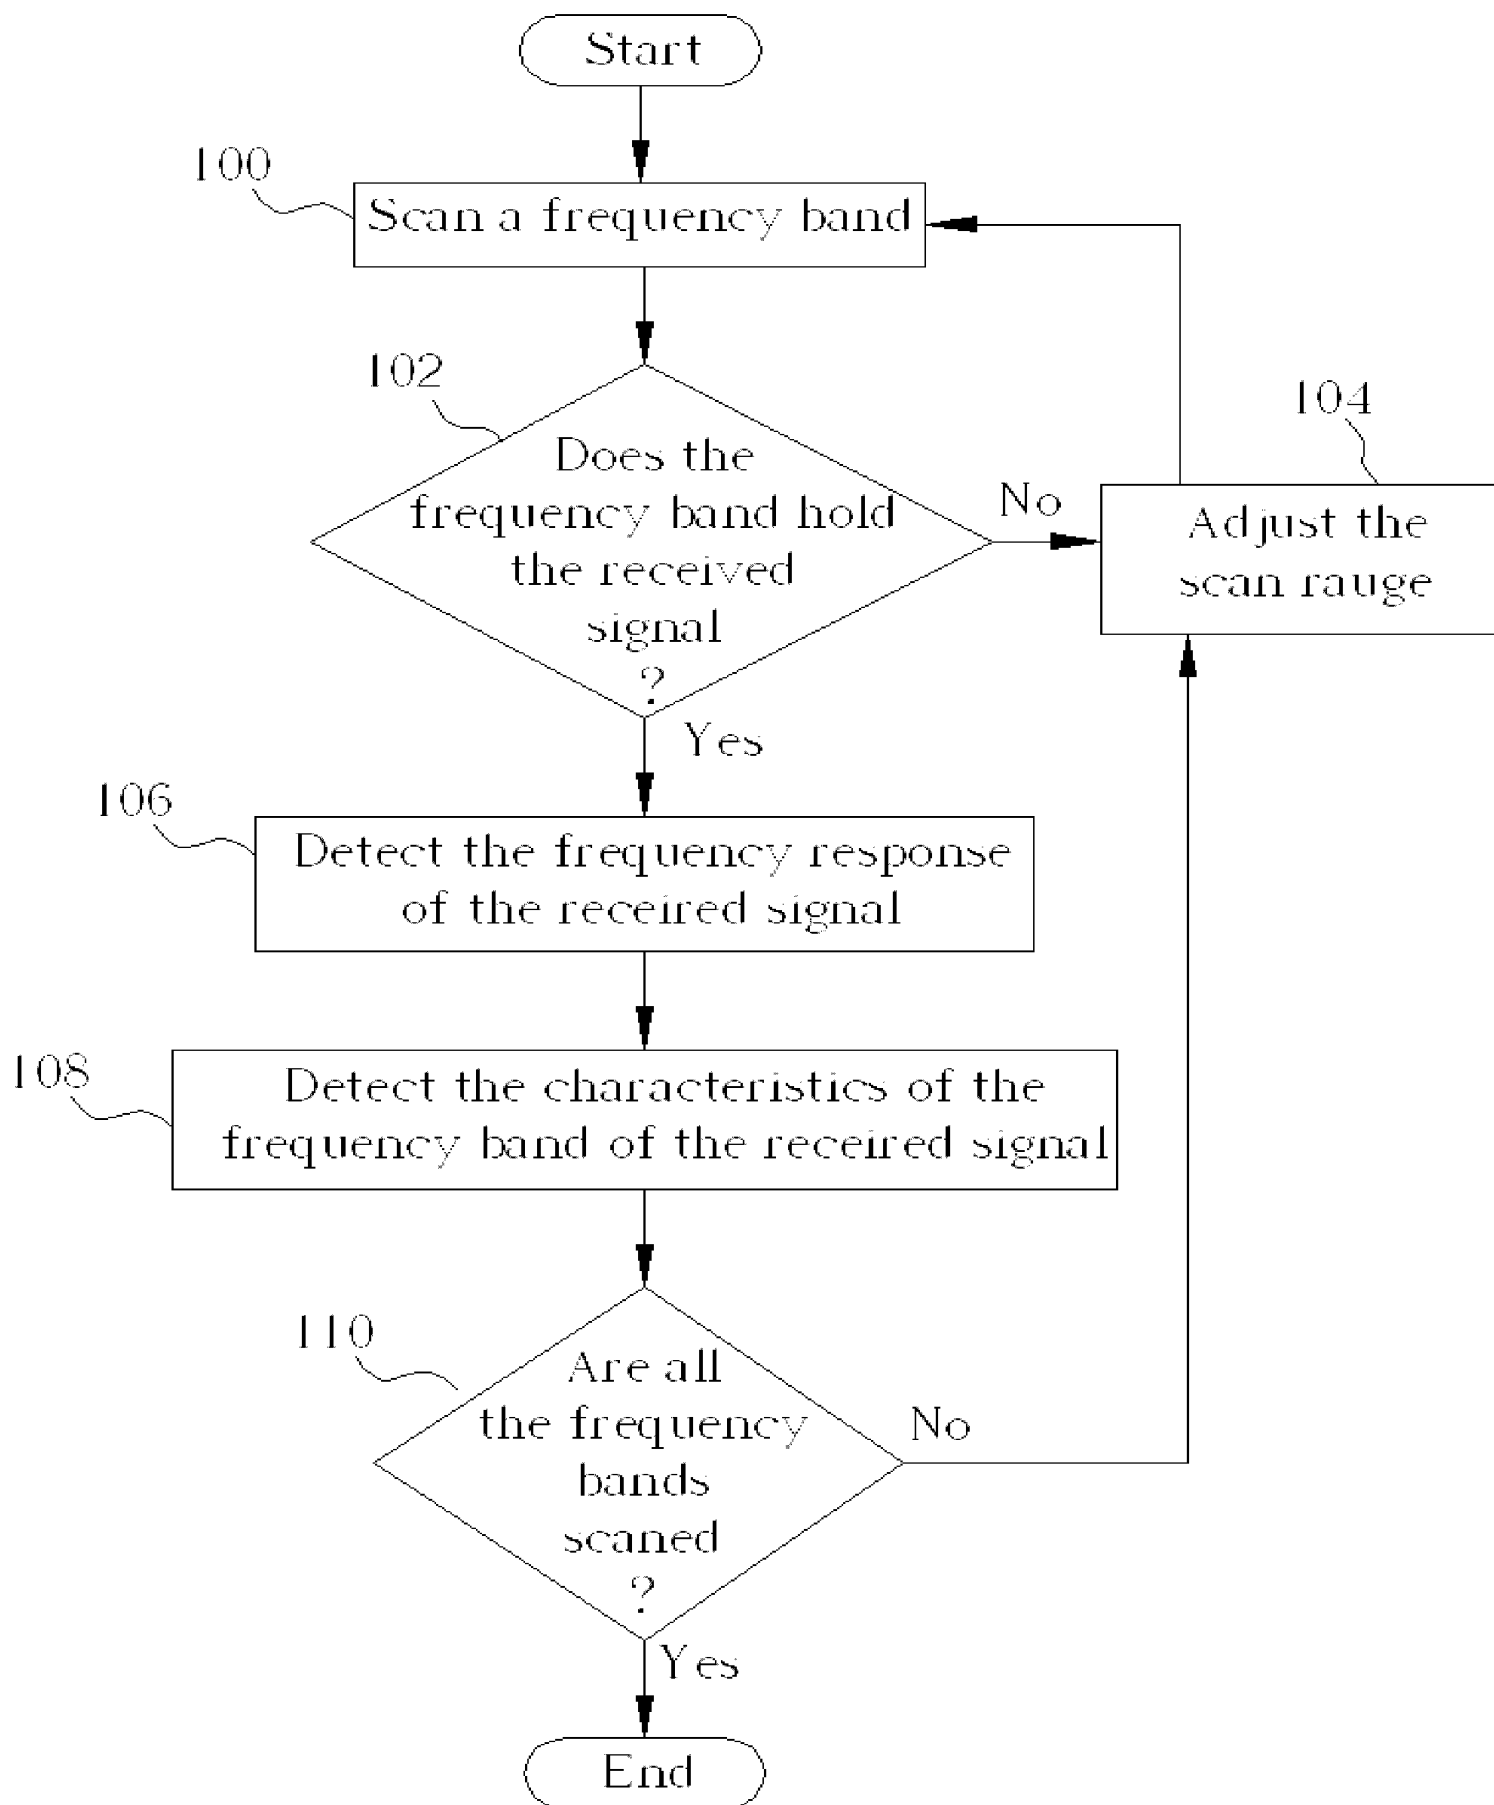 Start
100
Scan a frequency band
102
Does the
frequency band hold
the received
signal
?
No
104
Adjust the
scan rauge
Yes
106
Detect the frequency response
of the receired signal
108
Detect the characteristics of the
frequency band of the receired signal
110
Are all
the frequency
bands
scaned
?
No
Yes
End